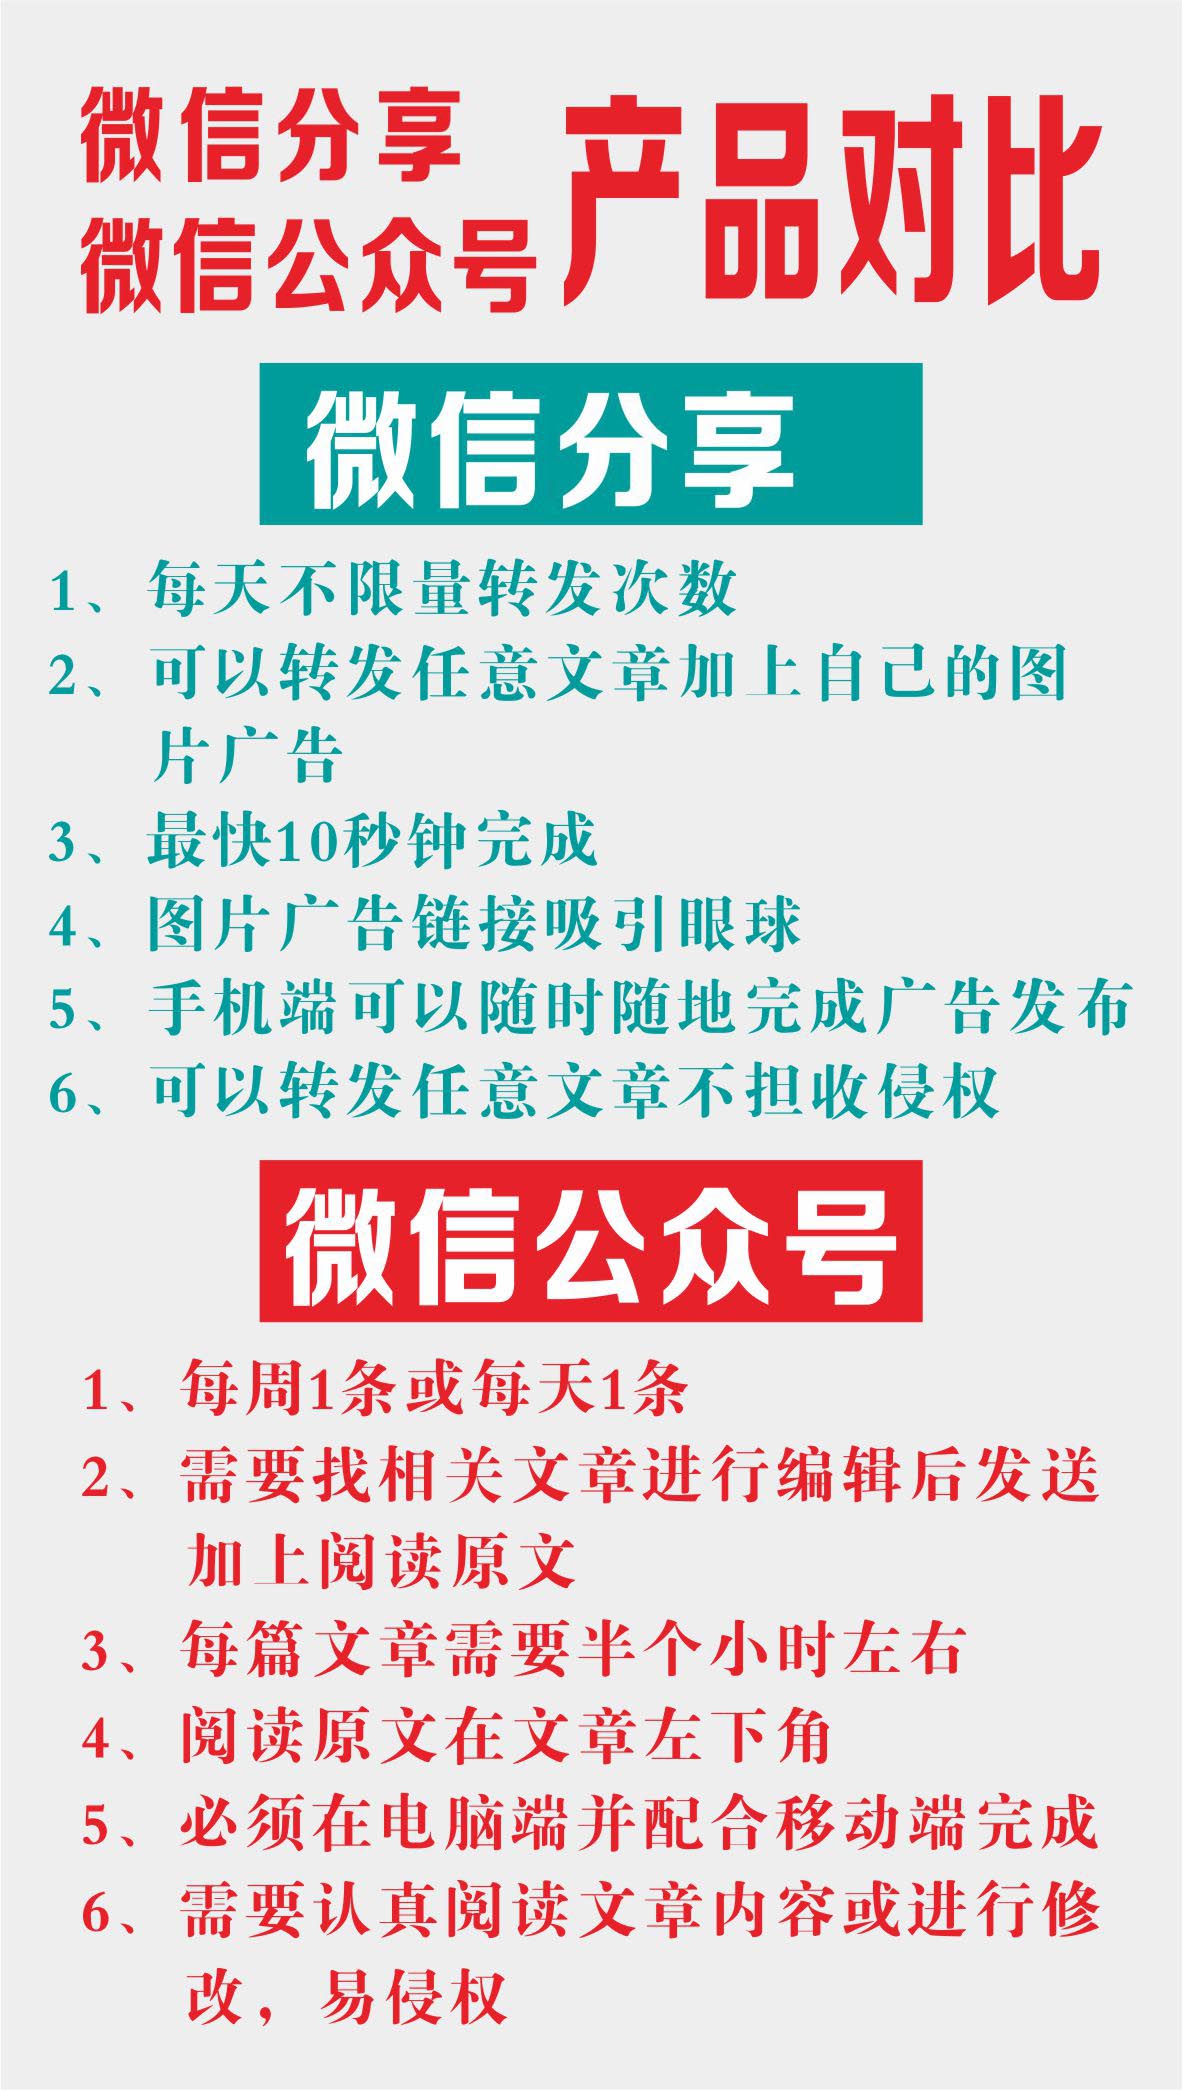 微信分享
微信公众号
产品对比
微信分享
1、每天不限量转发次数
2、可以转发任意文章加上自己的图
片广告
3、最快10秒钟完成
4、图片广告链接吸引眼球
5、手机端可以随时随地完成广告发布
6、可以转发任意文章不担收侵权
微信公众号
1、每周1条或每天1条
2、需要找相关文章进行编辑后发送
加上阅读原文
3、每篇文章需要半个小时左右
4、阅读原文在文章左下角
5、必须在电脑端并配合移动端完成
6、需要认真阅读文章内容或进行修
改，易侵权